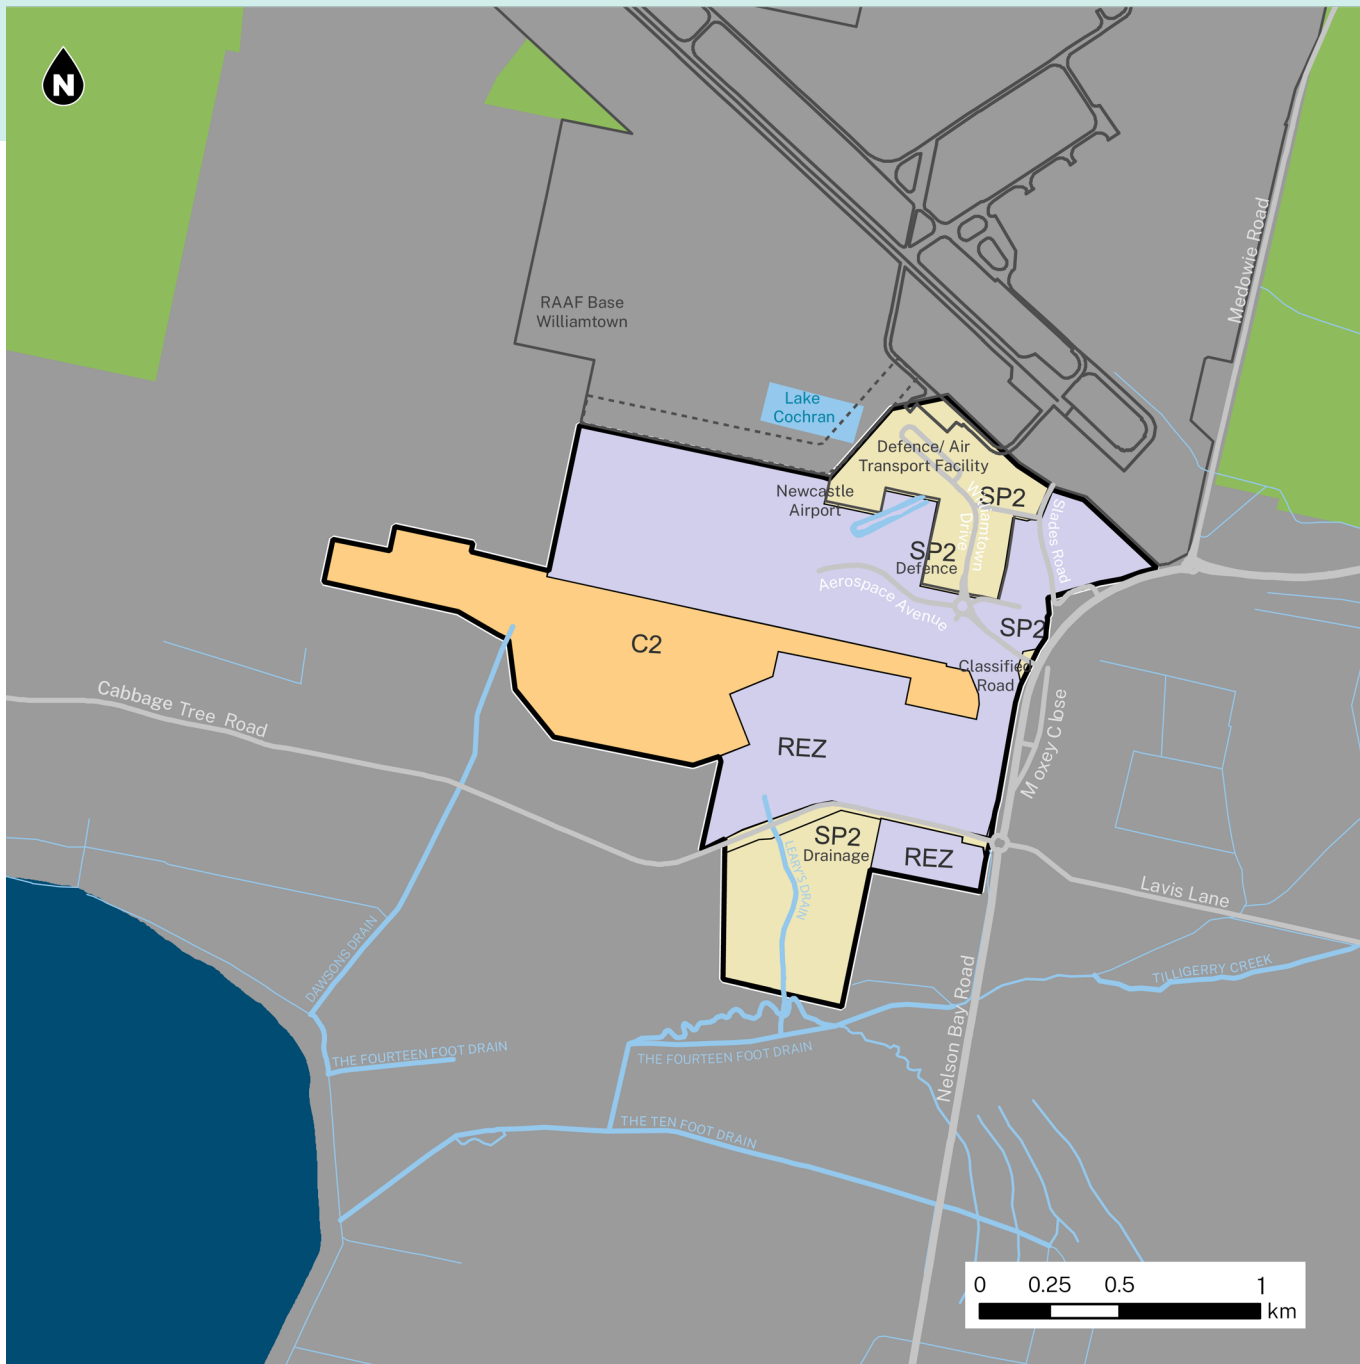 N
Medowie Road
RAAF Base
Williamtown
Lake
Cochran
Defence/ Air
Transport Facility
Newcastle
Airport
SP2
Williamtown
Drive
Slades Road
SP2
Defence
Aerospace Avenue
SP2
C2
Classified
Road
Cabbage Tree Road
Moxey Close
REZ
SP2
Drainage
REZ
LEARY'S DRAIN
Lavis Lane
DAWSONS DRAIN
TILLIGERRY CREEK
Nelson Bay Road
THE FOURTEEN FOOT DRAIN
THE FOURTEEN FOOT DRAIN
THE TEN FOOT DRAIN
0 0.25 0.5 1
km